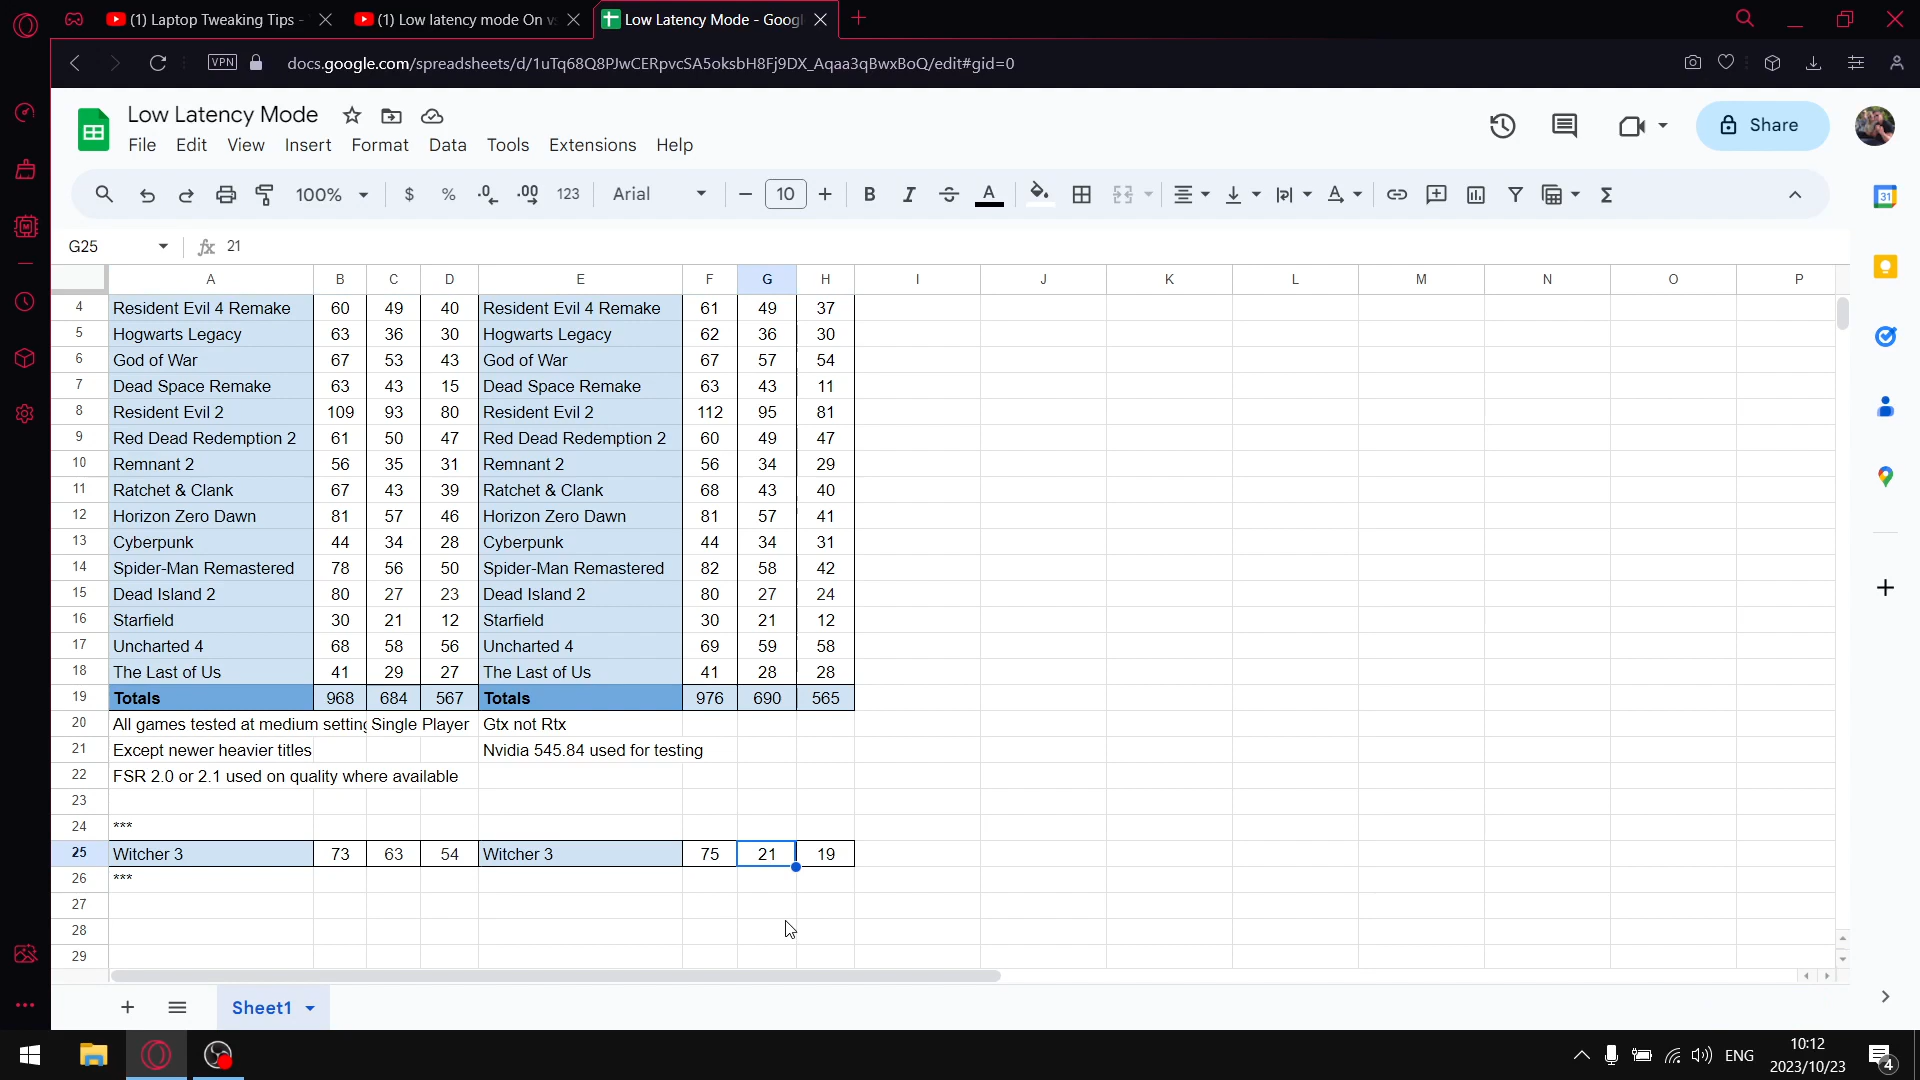 (1) Laptop Tweaking Tips -
(1) Low latency mode On v
Low Latency Mode - Googl
VPN
docs.google.com/spreadsheets/d/1uTq68Q8PJwCERpvcSA5oksbH8Fj9DX_Aqaa3qBwxBoQ/edit#gid=0
Low Latency Mode
File Edit View Insert Format Data Tools Extensions Help
Share
100% $ % .0 .00 123 Arial 10 B I A
31
G25 fx 21
A B C D E F G H I J K L M N O P
4 Resident Evil 4 Remake 60 49 40 Resident Evil 4 Remake 61 49 37
5 Hogwarts Legacy 63 36 30 Hogwarts Legacy 62 36 30
6 God of War 67 53 43 God of War 67 57 54
7 Dead Space Remake 63 43 15 Dead Space Remake 63 43 11
8 Resident Evil 2 109 93 80 Resident Evil 2 112 95 81
9 Red Dead Redemption 2 61 50 47 Red Dead Redemption 2 60 49 47
10 Remnant 2 56 35 31 Remnant 2 56 34 29
11 Ratchet & Clank 67 43 39 Ratchet & Clank 68 43 40
12 Horizon Zero Dawn 81 57 46 Horizon Zero Dawn 81 57 41
13 Cyberpunk 44 34 28 Cyberpunk 44 34 31
14 Spider-Man Remastered 78 56 50 Spider-Man Remastered 82 58 42
15 Dead Island 2 80 27 23 Dead Island 2 80 27 24
16 Starfield 30 21 12 Starfield 30 21 12
17 Uncharted 4 68 58 56 Uncharted 4 69 59 58
18 The Last of Us 41 29 27 The Last of Us 41 28 28
19 Totals 968 684 567 Totals 976 690 565
20 All games tested at medium setting Single Player Gtx not Rtx
21 Except newer heavier titles Nvidia 545.84 used for testing
22 FSR 2.0 or 2.1 used on quality where available
23
24 ***
25 Witcher 3 73 63 54 Witcher 3 75 21 19
26 ***
27
28
29
Sheet1
ENG
10:12
2023/10/23
4